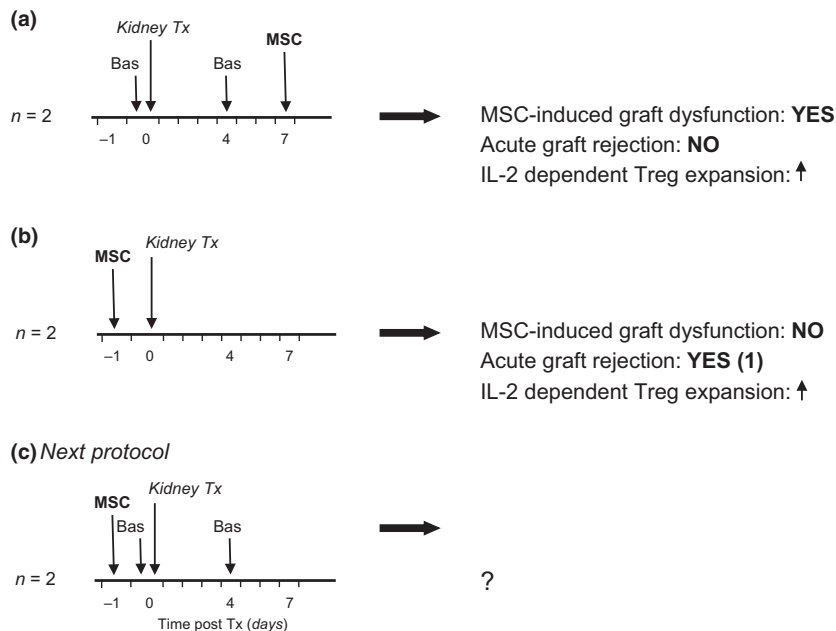 (a)
Kidney Tx
MSC
Bas
Bas
n = 2
–1 0 4 7
MSC-induced graft dysfunction: YES
Acute graft rejection: NO
IL-2 dependent Treg expansion:
(b)
Kidney Tx
MSC
n = 2
–1 0 4 7
MSC-induced graft dysfunction: NO
Acute graft rejection: YES (1)
IL-2 dependent Treg expansion:
(c) Next protocol
Kidney Tx
MSC
Bas
Bas
n = 2
–1 0 4 7
Time post Tx (days)
?